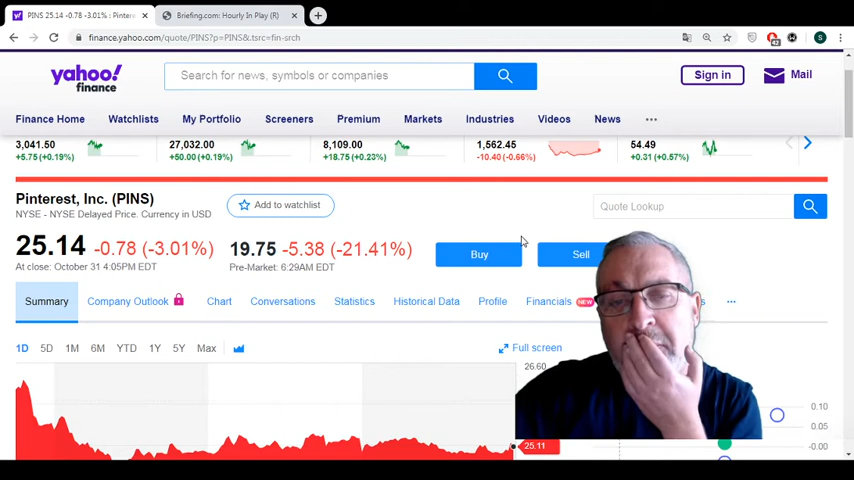 PINS 25.14 -0.78 -3.01% : Pintere
Briefing.com: Hourly In Play (R)
finance.yahoo.com/quote/PINS?p=PINS&.tsrc=fin-srch
42
S
yahoo!
finance
Search for news, symbols or companies
Sign in
Mail
Finance Home
Watchlists
My Portfolio
Screeners
Premium
Markets
Industries
Videos
News
3,041.50
27,032.00
8,109.00
1,562.45
54.49
+5.75 (+0.19%)
+50.00 (+0.19%)
+18.75 (+0.23%)
-10.40 (-0.66%)
+0.31 (+0.57%)
Pinterest, Inc. (PINS)
NYSE - NYSE Delayed Price. Currency in USD
Add to watchlist
Quote Lookup
25.14 -0.78 (-3.01%)
19.75 -5.38 (-21.41%)
At close: October 31 4:05PM EDT
Pre-Market: 6:29AM EDT
Buy
Sell
Summary
Company Outlook
Chart
Conversations
Statistics
Historical Data
Profile
Financials
NEW
s
1D
5D
1M
6M
YTD
1Y
5Y
Max
Full screen
26.60
25.11
0.10
0.05
-0.00